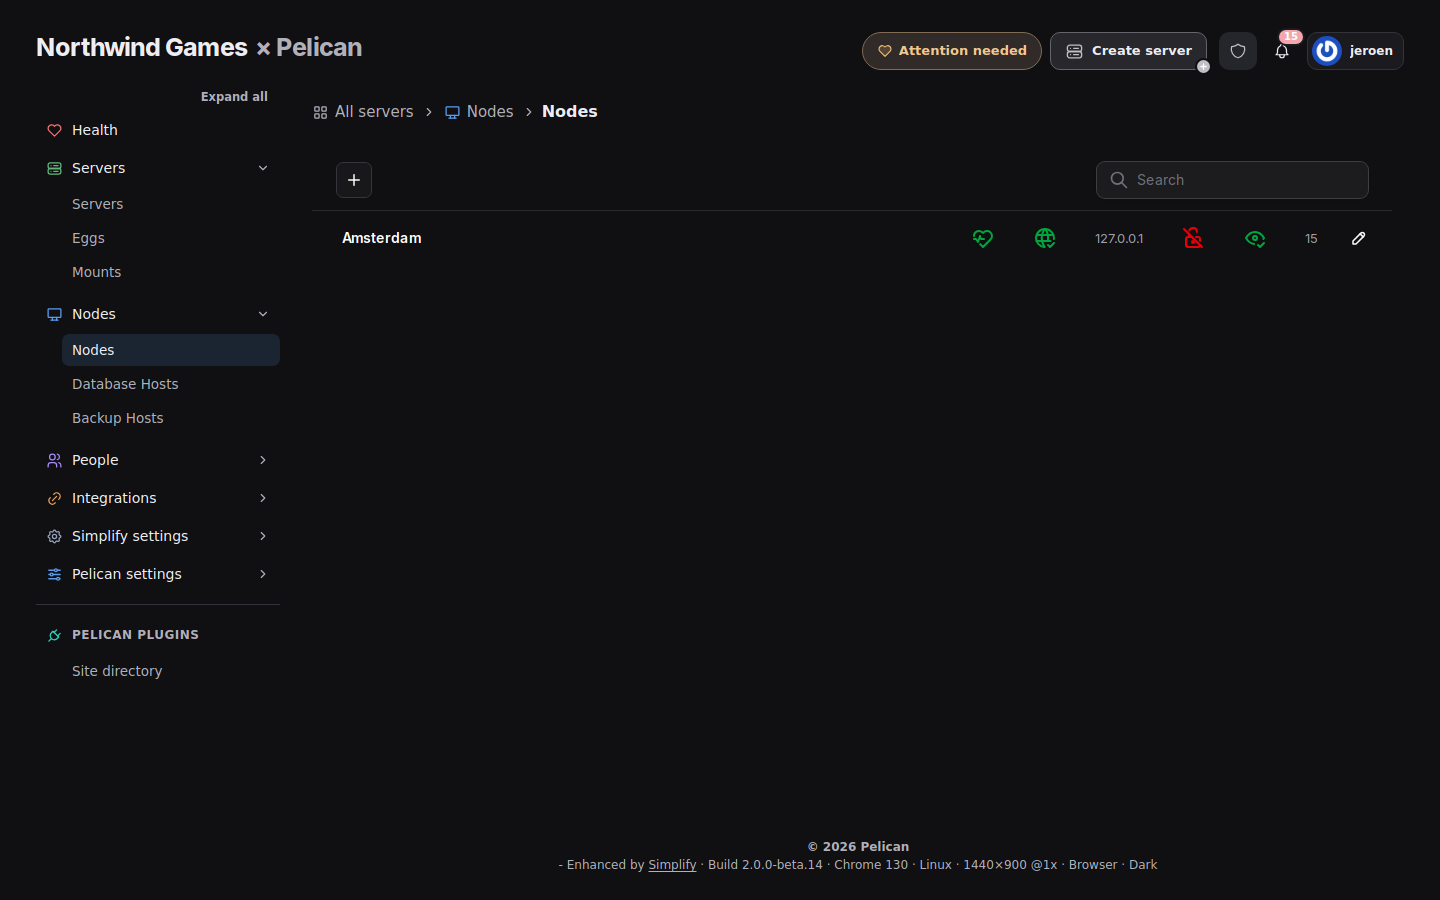 Northwind Games × Pelican
Attention needed
Create server
15
jeroen
Expand all
Health
Servers
Servers
Eggs
Mounts
Nodes
Nodes
Database Hosts
Backup Hosts
People
Integrations
Simplify settings
Pelican settings
PELICAN PLUGINS
Site directory
All servers > Nodes > Nodes
Search
Amsterdam 127.0.0.1 15
© 2026 Pelican
- Enhanced by Simplify · Build 2.0.0-beta.14 · Chrome 130 · Linux · 1440×900 @1x · Browser · Dark